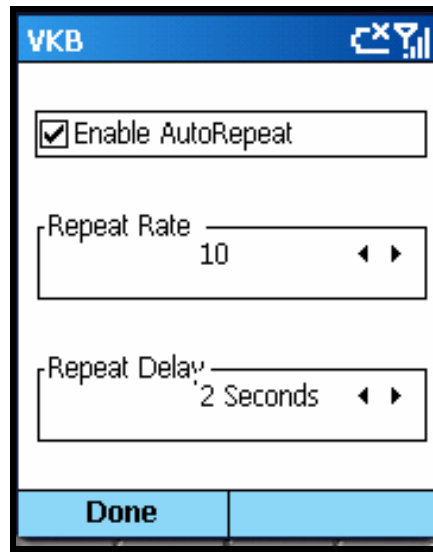 VKB
Enable AutoRepeat
Repeat Rate
10
Repeat Delay
2 Seconds
Done